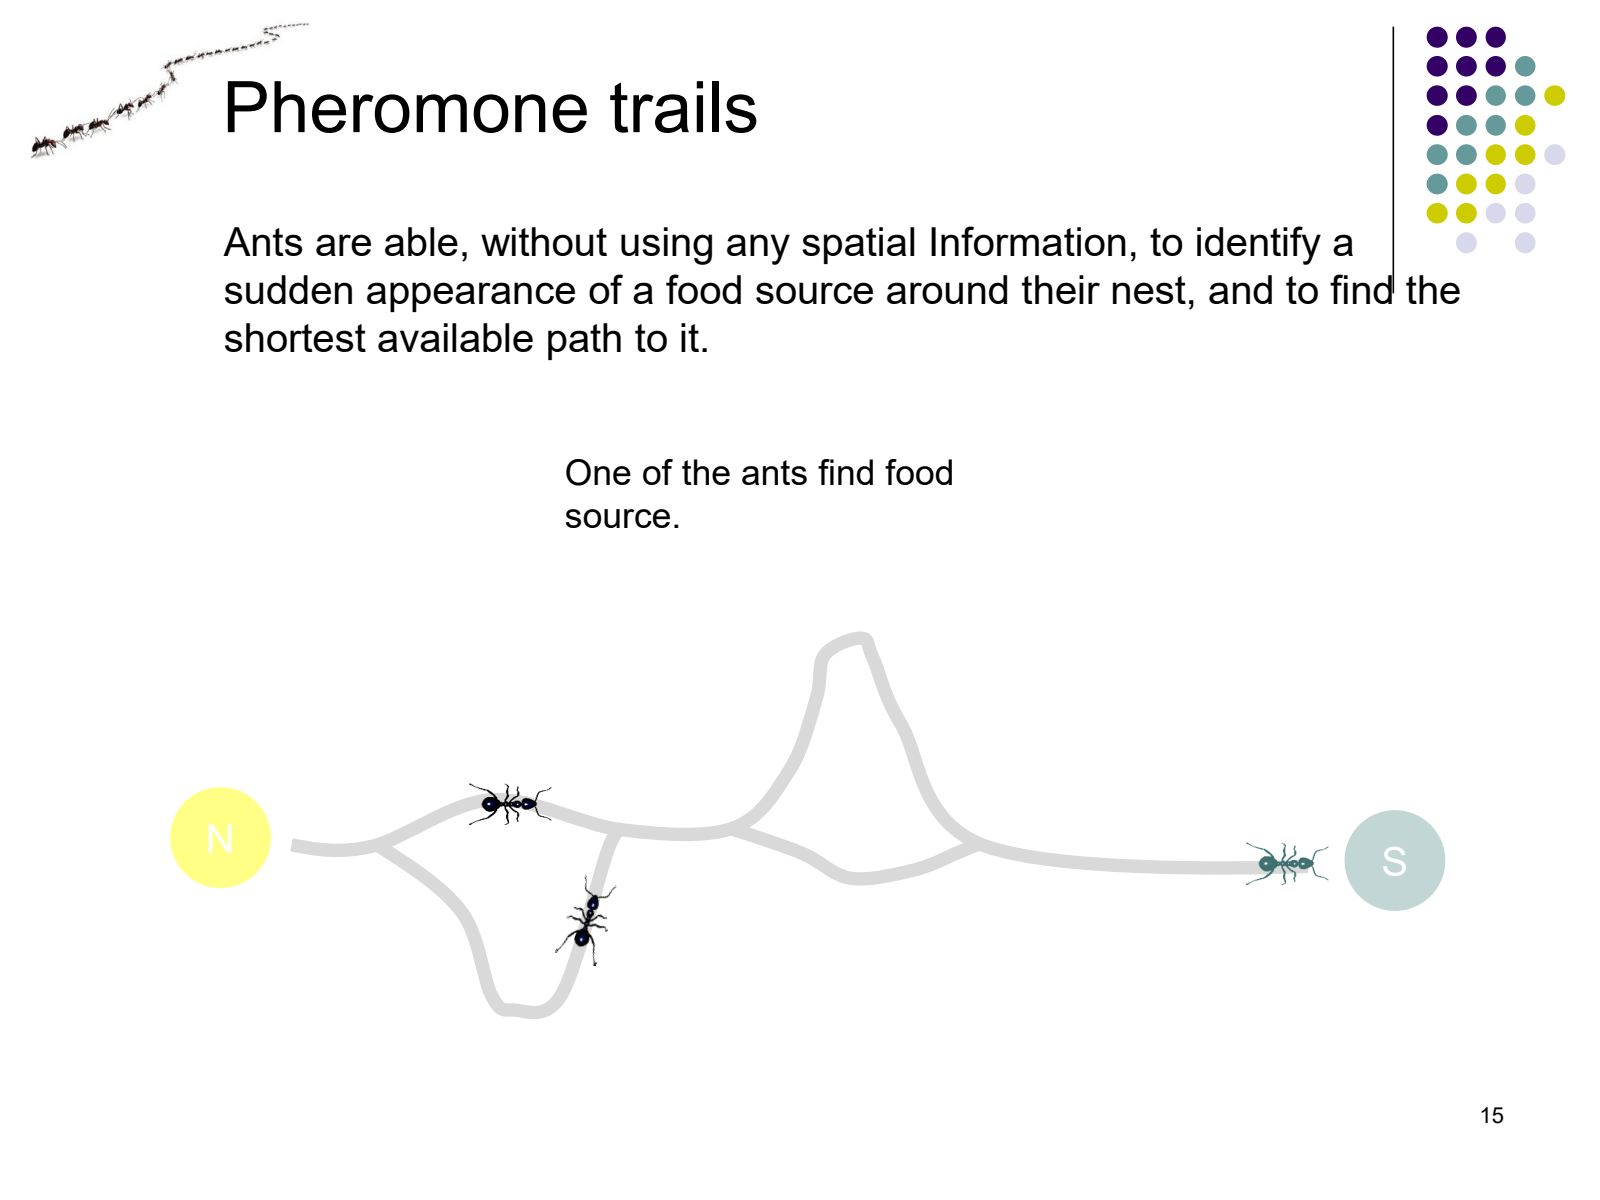 Pheromone trails
Ants are able, without using any spatial Information, to identify a
sudden appearance of a food source around their nest, and to find the
shortest available path to it.
One of the ants find food
source.
N
S
15